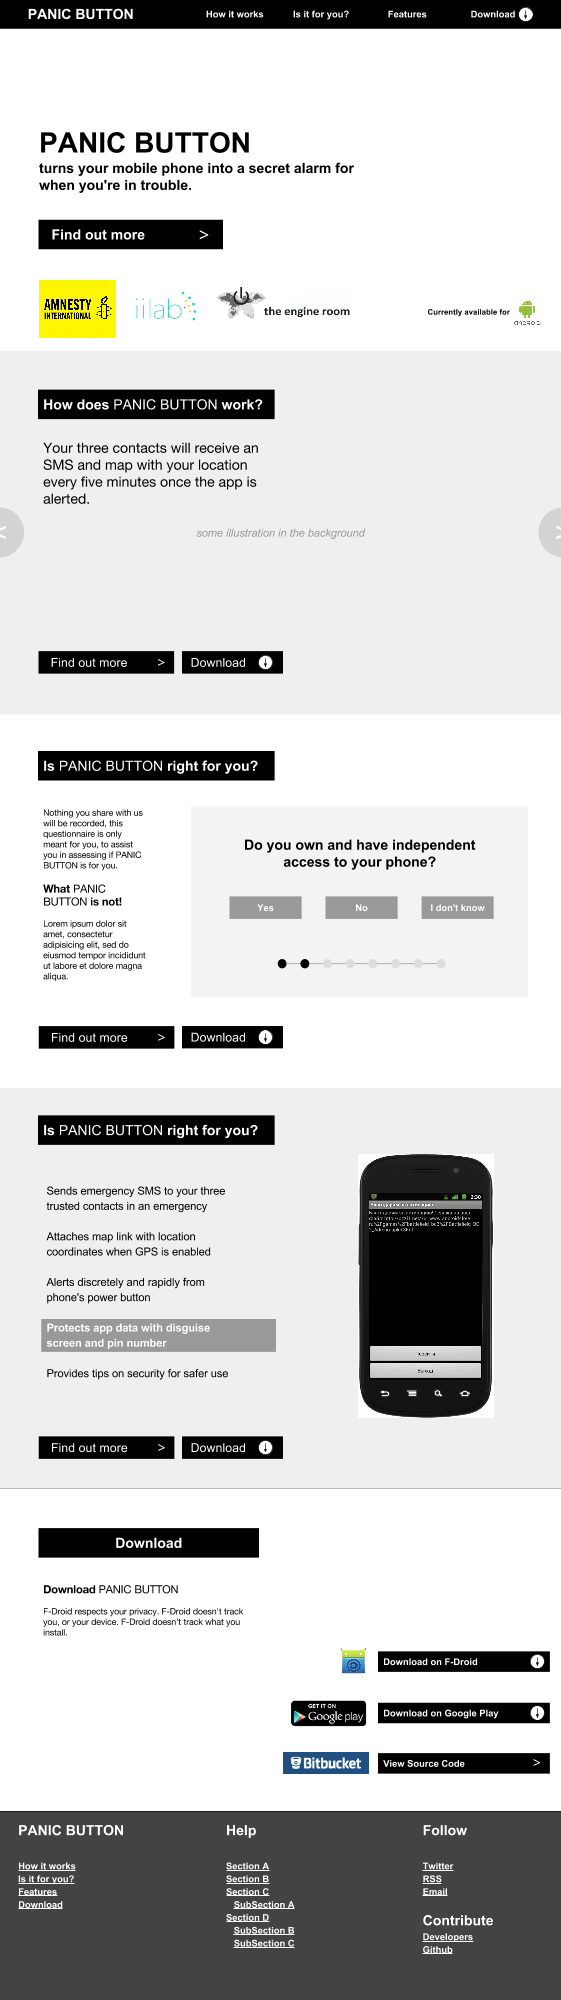 PANIC BUTTON
How it works
Is it for you?
Features
Download
PANIC BUTTON
turns your mobile phone into a secret alarm for
when you're in trouble.
Find out more >
AMNESTY
INTERNATIONAL
iilab
the engine room
Currently available for
ANDROID
How does PANIC BUTTON work?
Your three contacts will receive an
SMS and map with your location
every five minutes once the app is
alerted.
some illustration in the background
<
>
Find out more >
Download
Is PANIC BUTTON right for you?
Nothing you share with us
will be recorded, this
questionnaire is only
meant for you, to assist
you in assessing if PANIC
BUTTON is for you.
What PANIC
BUTTON is not!
Lorem ipsum dolor sit
amet, consectetur
adipisicing elit, sed do
eiusmod tempor incididunt
ut labore et dolore magna
aliqua.
Do you own and have independent
access to your phone?
Yes
No
I don't know
Find out more >
Download
Is PANIC BUTTON right for you?
Sends emergency SMS to your three
trusted contacts in an emergency
Attaches map link with location
coordinates when GPS is enabled
Alerts discretely and rapidly from
phone's power button
Protects app data with disguise
screen and pin number
Provides tips on security for safer use
2:30
Find out more >
Download
Download
Download PANIC BUTTON
F-Droid respects your privacy. F-Droid doesn't track
you, or your device. F-Droid doesn't track what you
install.
Download on F-Droid
GET IT ON
Google play
Download on Google Play
Bitbucket
View Source Code >
PANIC BUTTON
How it works
Is it for you?
Features
Download
Help
Section A
Section B
Section C
SubSection A
Section D
SubSection B
SubSection C
Follow
Twitter
RSS
Email
Contribute
Developers
Github